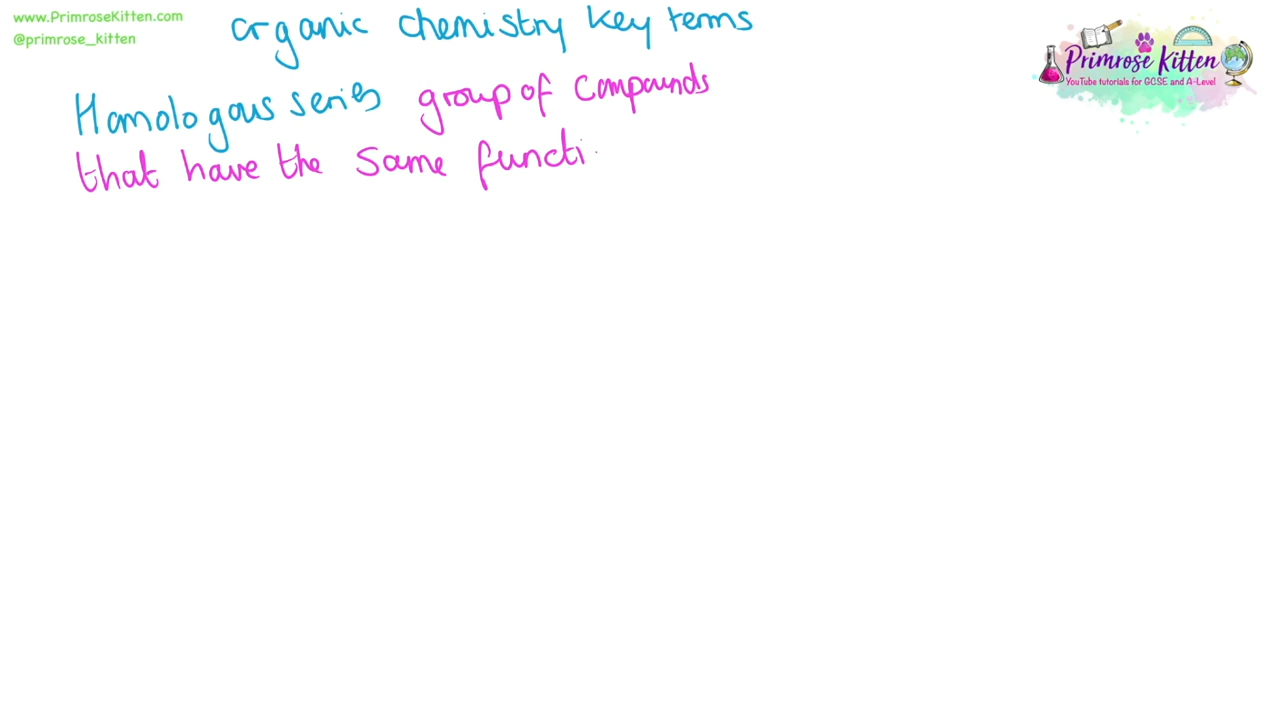 www.PrimroseKitten.com
@primrose_kitten
organic chemistry key terms
Primrose Kitten
YouTube tutorials for GCSE and A-Level
Homologous series group of compounds
that have the same functi